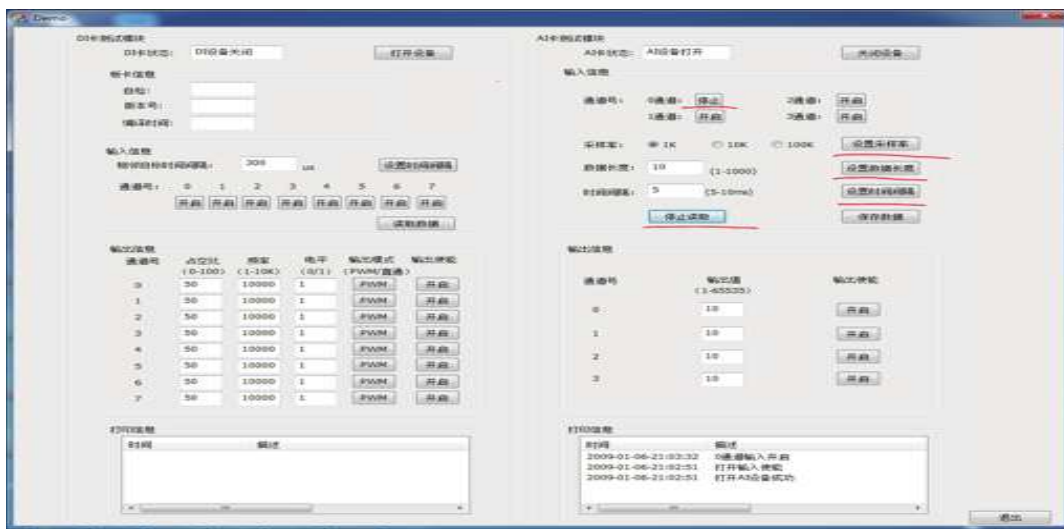 Demo
DI卡测试模块
DI卡状态: DI设备关闭 打开设备
板卡信息
自检:
版本号:
编译时间:
输入信息
时间间隔: 300 us 设置时间间隔
通道号: 0 1 2 3 4 5 6 7
开启 开启 开启 开启 开启 开启 开启 开启
读取数据
输出信息
通道号 占空比 频率 电平 输出模式 输出使能
(0-100) (1-10K) (0/1) (PWM/直通)
0 50 10000 1 PWM 开启
1 50 10000 1 PWM 开启
2 50 10000 1 PWM 开启
3 50 10000 1 PWM 开启
4 50 10000 1 PWM 开启
5 50 10000 1 PWM 开启
6 50 10000 1 PWM 开启
7 50 10000 1 PWM 开启
打印信息
时间 描述
AI卡测试模块
AI卡状态: AI设备打开 关闭设备
输入信息
通道号: 0通道: 停止 2通道: 开启
1通道: 开启 3通道: 开启
采样率: 1K 10K 100K 设置采样率
数据长度: 10 (1-1000) 设置数据长度
时间间隔: 5 (5-10ms) 设置时间间隔
停止读取 保存数据
输出信息
通道号 输出值 输出使能
(1-65535)
0 10 开启
1 10 开启
2 10 开启
3 10 开启
打印信息
时间 描述
2009-01-06-21:03:32 0通道输入开启
2009-01-06-21:02:51 打开输入使能
2009-01-06-21:02:51 打开AI设备成功
退出